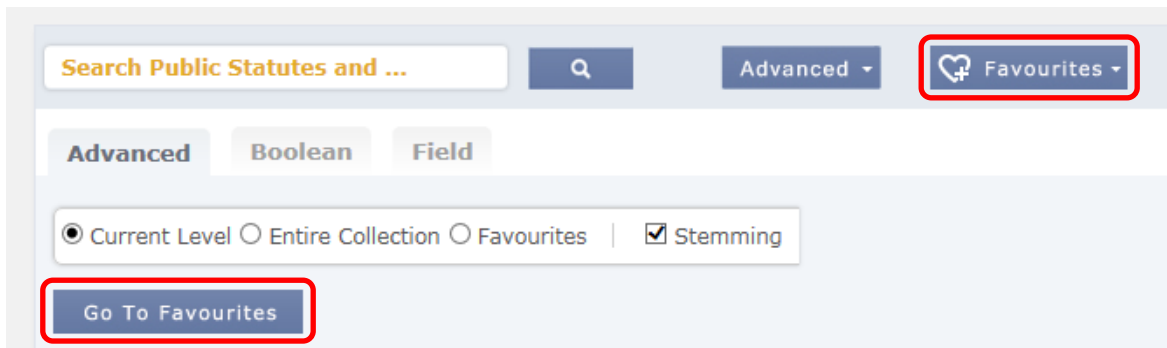 Search Public Statutes and ...
Advanced
Favourites
Advanced
Boolean
Field
Current Level
Entire Collection
Favourites
Stemming
Go To Favourites